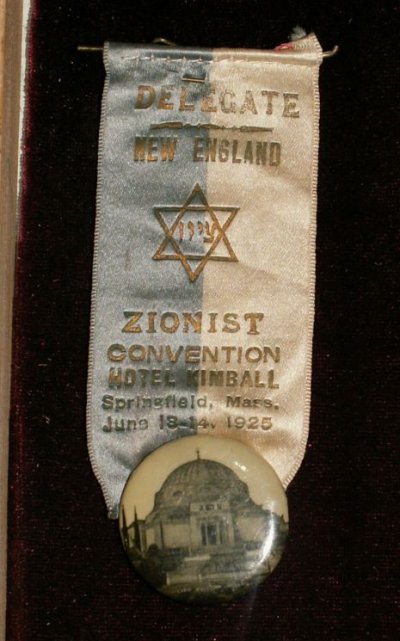 DELEGATE
NEW ENGLAND
ציון
ZIONIST
CONVENTION
HOTEL KIMBALL
Springfield, Mass.
June 13-14, 1925